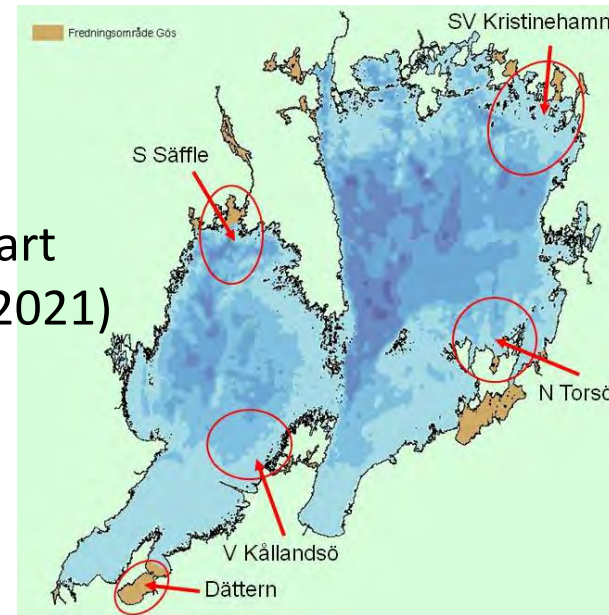 Fredningsområde Gös
SV Kristinehamn
S Säffle
art
2021)
N Torsö
V Kållandsö
Dättern